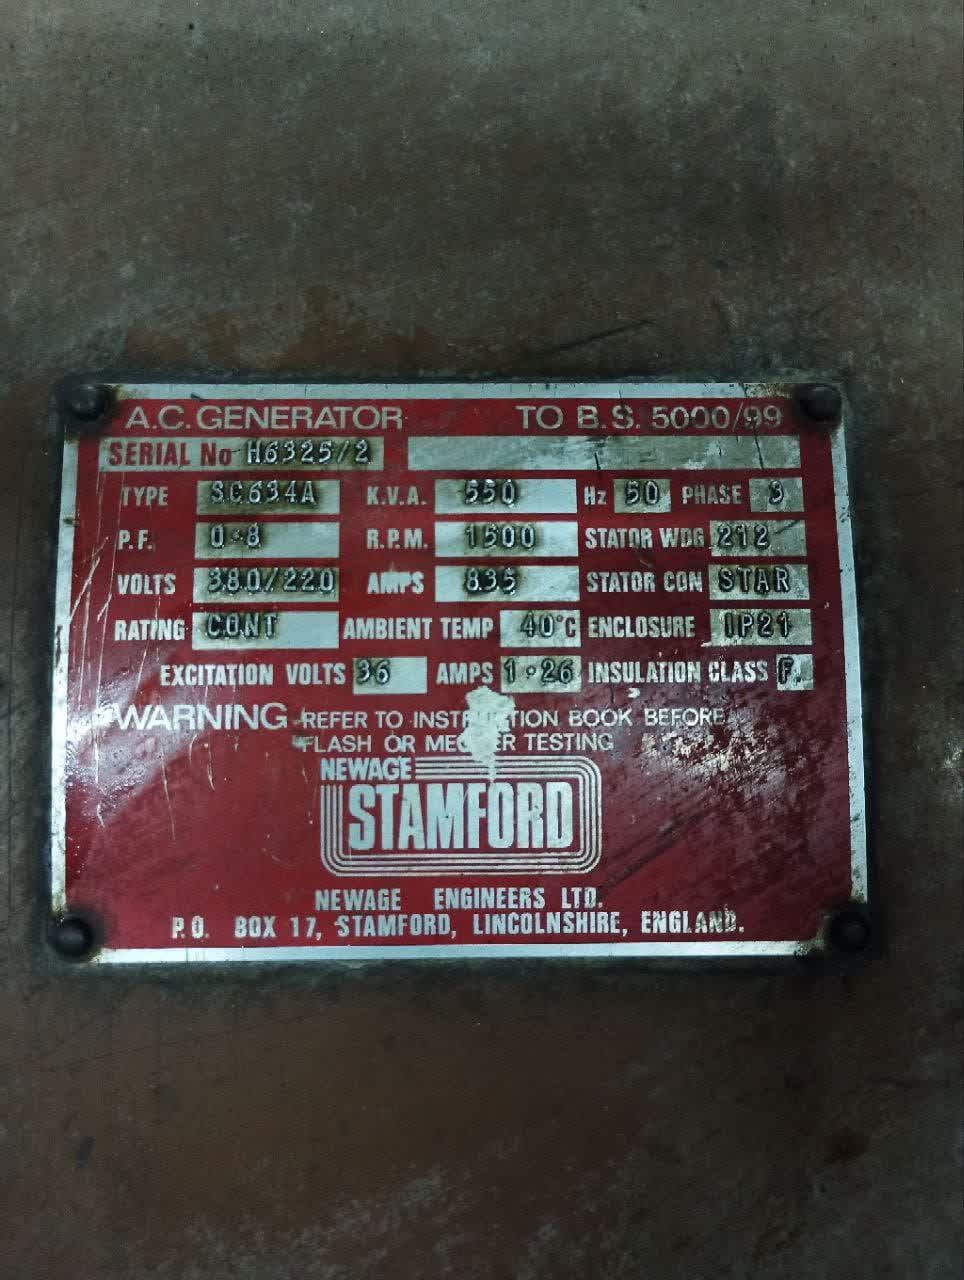 A.C. GENERATOR TO B.S. 5000/99
SERIAL No H6325/2
TYPE SC634A K.V.A. 550 Hz 50 PHASE 3
P.F. 0·8 R.P.M. 1500 STATOR WDG 212
VOLTS 380/220 AMPS 835 STATOR CON STAR
RATING CONT AMBIENT TEMP 40°C ENCLOSURE IP21
EXCITATION VOLTS 36 AMPS 1·26 INSULATION CLASS F
WARNING REFER TO INSTRUCTION BOOK BEFORE
FLASH OR MEGGER TESTING
NEWAGE
STAMFORD
NEWAGE ENGINEERS LTD.
P.O. BOX 17, STAMFORD, LINCOLNSHIRE, ENGLAND.